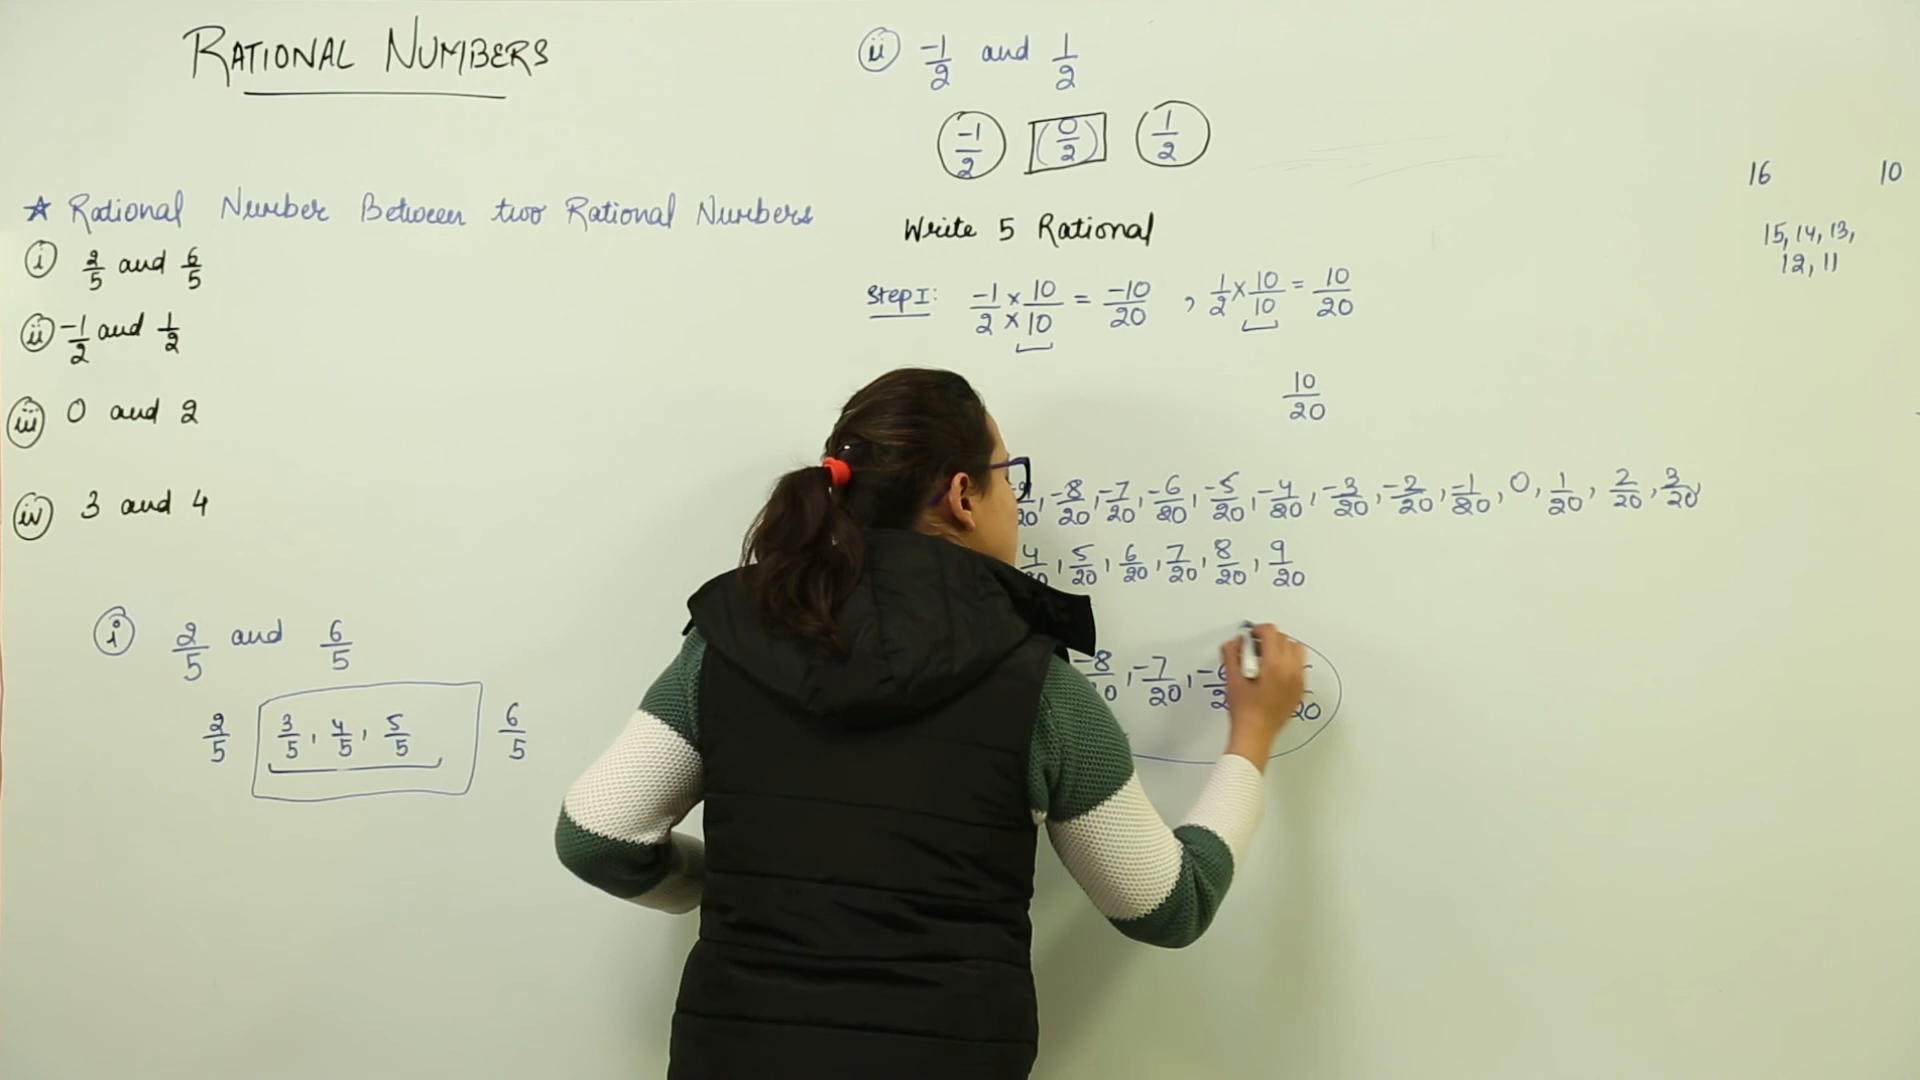 RATIONAL NUMBERS
★ Rational Number Between two Rational Numbers
(i) 2/5 and 6/5
(ii) -1/2 and 1/2
(iii) 0 and 2
(iv) 3 and 4
(i) 2/5 and 6/5
2/5 3/5, 4/5, 5/5 6/5
(ii) -1/2 and 1/2
-1/2 (0/2) 1/2
Write 5 Rational
Step I: -1/2 × 10/× 10 = -10/20 , 1/2 × 10/10 = 10/20
10/20
, -8/20, -7/20, -6/20, -5/20, -4/20, -3/20, -2/20, -1/20, 0, 1/20, 2/20, 3/20,
5/20, 6/20, 7/20, 8/20, 9/20
-8/20, -7/20,
16 10
15, 14, 13,
12, 11